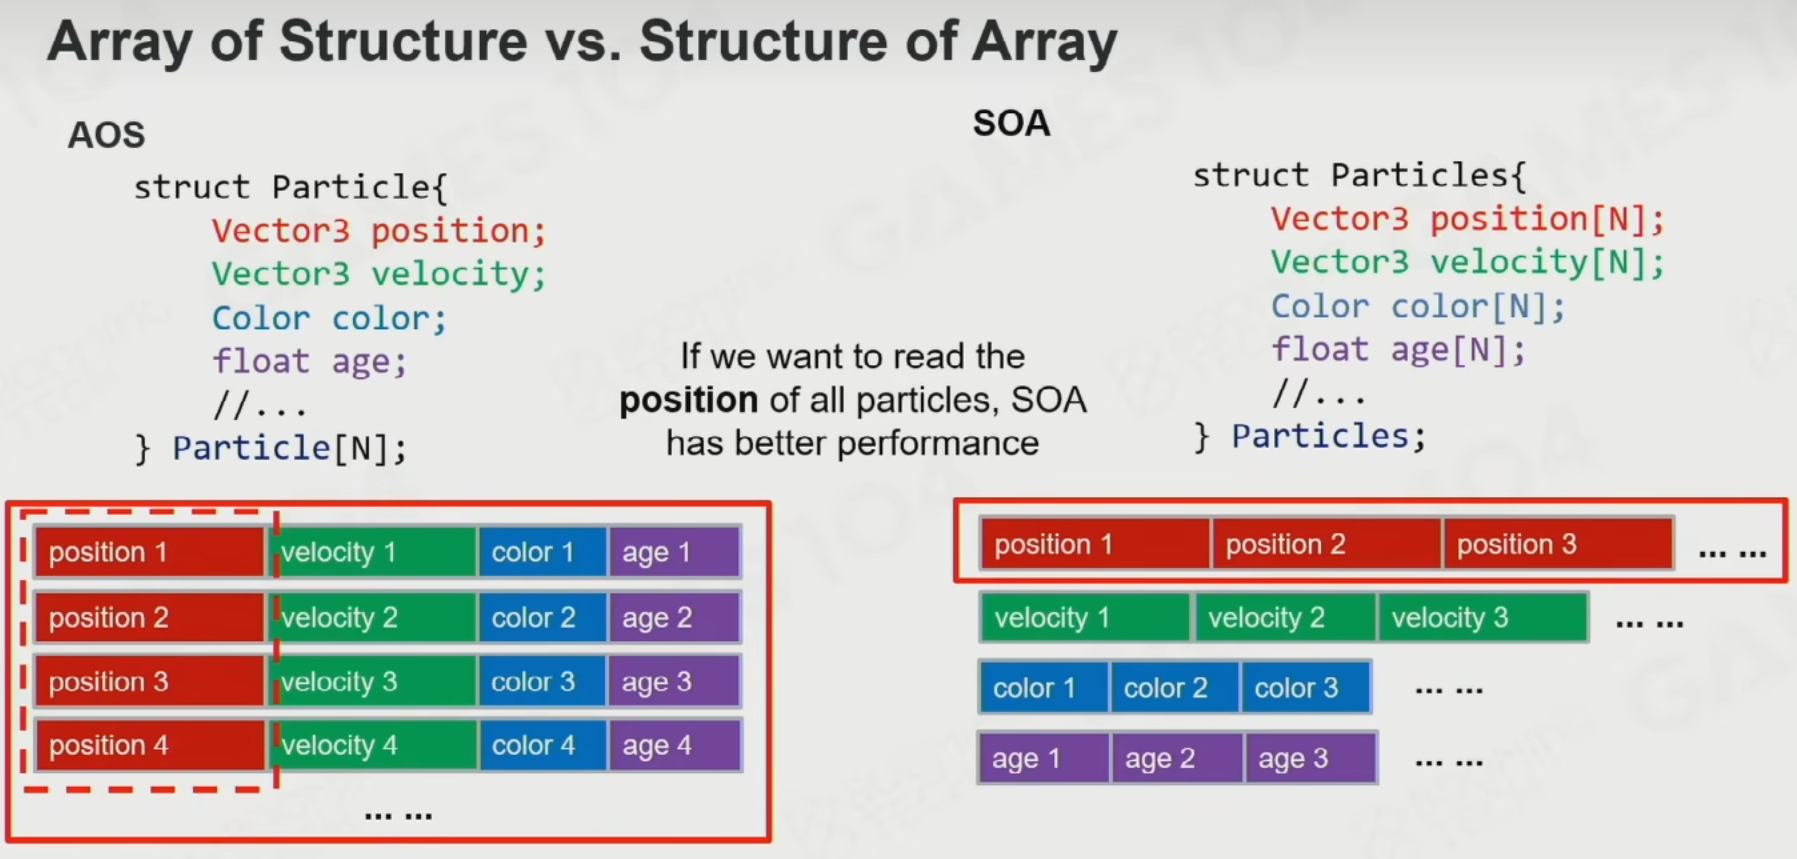 Array of Structure vs. Structure of Array
AOS
struct Particle{
Vector3 position;
Vector3 velocity;
Color color;
float age;
//...
} Particle[N];
If we want to read the
position of all particles, SOA
has better performance
SOA
struct Particles{
Vector3 position[N];
Vector3 velocity[N];
Color color[N];
float age[N];
//...
} Particles;
position 1 velocity 1 color 1 age 1
position 2 velocity 2 color 2 age 2
position 3 velocity 3 color 3 age 3
position 4 velocity 4 color 4 age 4
... ...
position 1 position 2 position 3 ... ...
velocity 1 velocity 2 velocity 3 ... ...
color 1 color 2 color 3 ... ...
age 1 age 2 age 3 ... ...